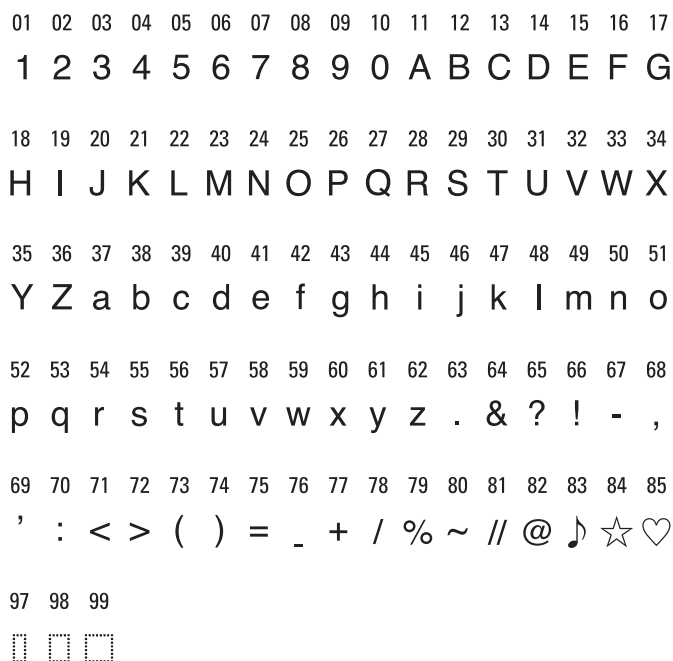 01 02 03 04 05 06 07 08 09 10 11 12 13 14 15 16 17
1 2 3 4 5 6 7 8 9 0 A B C D E F G
18 19 20 21 22 23 24 25 26 27 28 29 30 31 32 33 34
H I J K L M N O P Q R S T U V W X
35 36 37 38 39 40 41 42 43 44 45 46 47 48 49 50 51
Y Z a b c d e f g h i j k l m n o
52 53 54 55 56 57 58 59 60 61 62 63 64 65 66 67 68
p q r s t u v w x y z . & ? ! - ,
69 70 71 72 73 74 75 76 77 78 79 80 81 82 83 84 85
’ : < > ( ) = _ + / % ~ // @ ♪ ☆ ♡
97 98 99